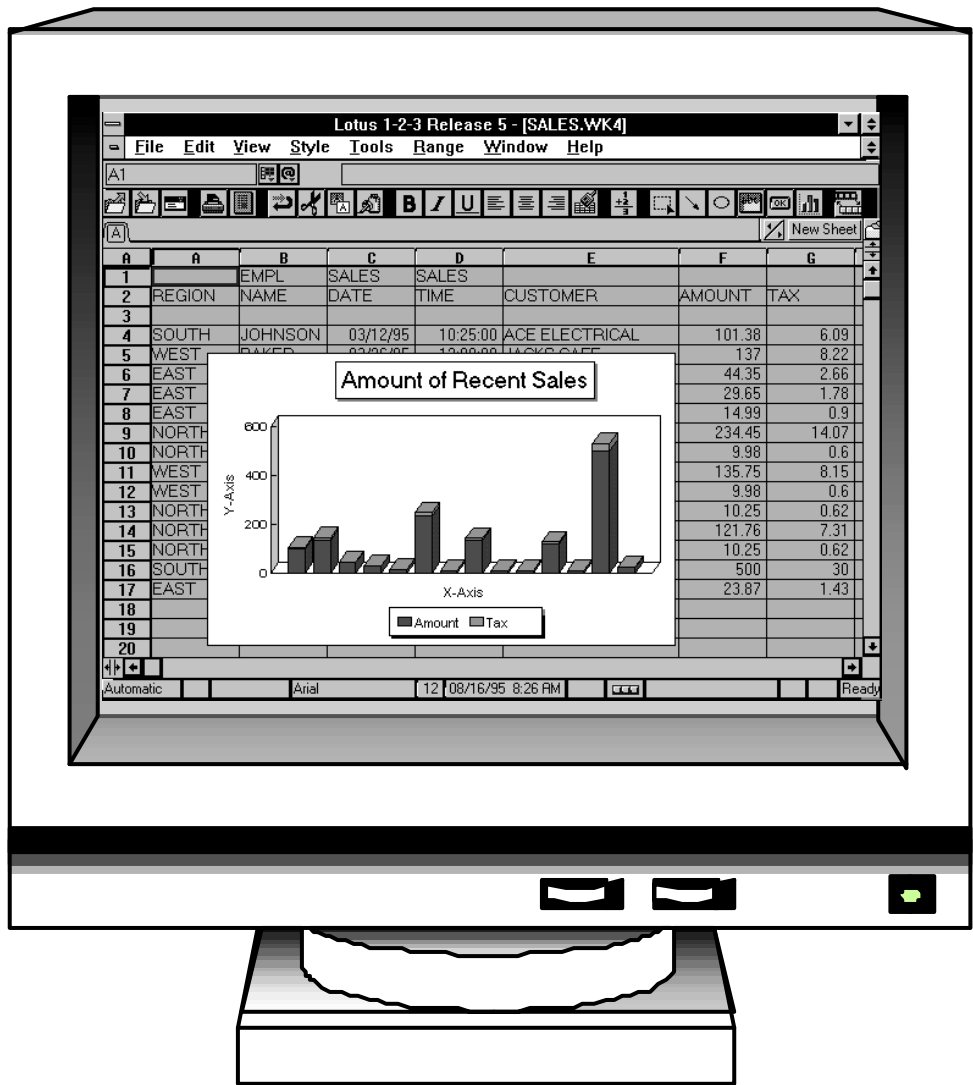 Lotus 1-2-3 Release 5 - [SALES.WK4]
File Edit View Style Tools Range Window Help
A1 @
B I U OK
A New Sheet
A A B C D E F G
1 EMPL SALES SALES
2 REGION NAME DATE TIME CUSTOMER AMOUNT TAX
3
4 SOUTH JOHNSON 03/12/95 10:25:00 ACE ELECTRICAL 101.38 6.09
5 WEST 137 8.22
6 EAST 44.35 2.66
7 EAST 29.65 1.78
8 EAST 14.99 0.9
9 NORTH 234.45 14.07
10 NORTH 9.98 0.6
11 WEST 135.75 8.15
12 WEST 9.98 0.6
13 NORTH 10.25 0.62
14 NORTH 121.76 7.31
15 NORTH 10.25 0.62
16 SOUTH 500 30
17 EAST 23.87 1.43
18
19
20
Amount of Recent Sales
600
400
200
0
Y-Axis
X-Axis
Amount Tax
Automatic Arial 12 08/16/95 8:26 AM Ready